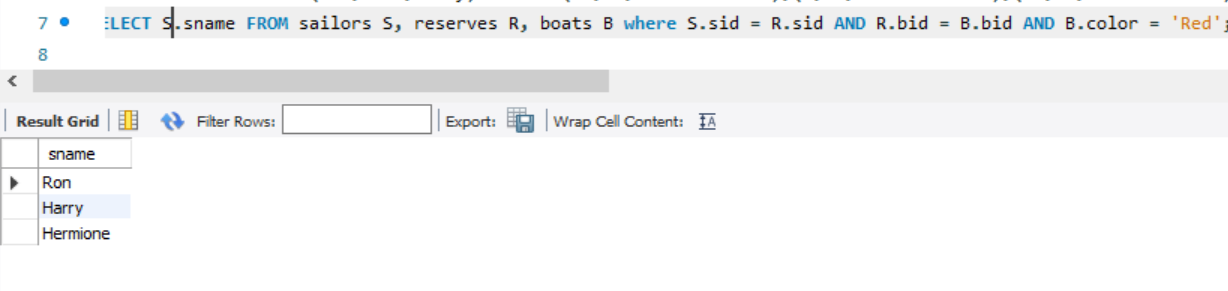 7 ELECT S.sname FROM sailors S, reserves R, boats B where S.sid = R.sid AND R.bid = B.bid AND B.color = 'Red';
8
Result Grid Filter Rows: Export: Wrap Cell Content: IA
sname
Ron
Harry
Hermione